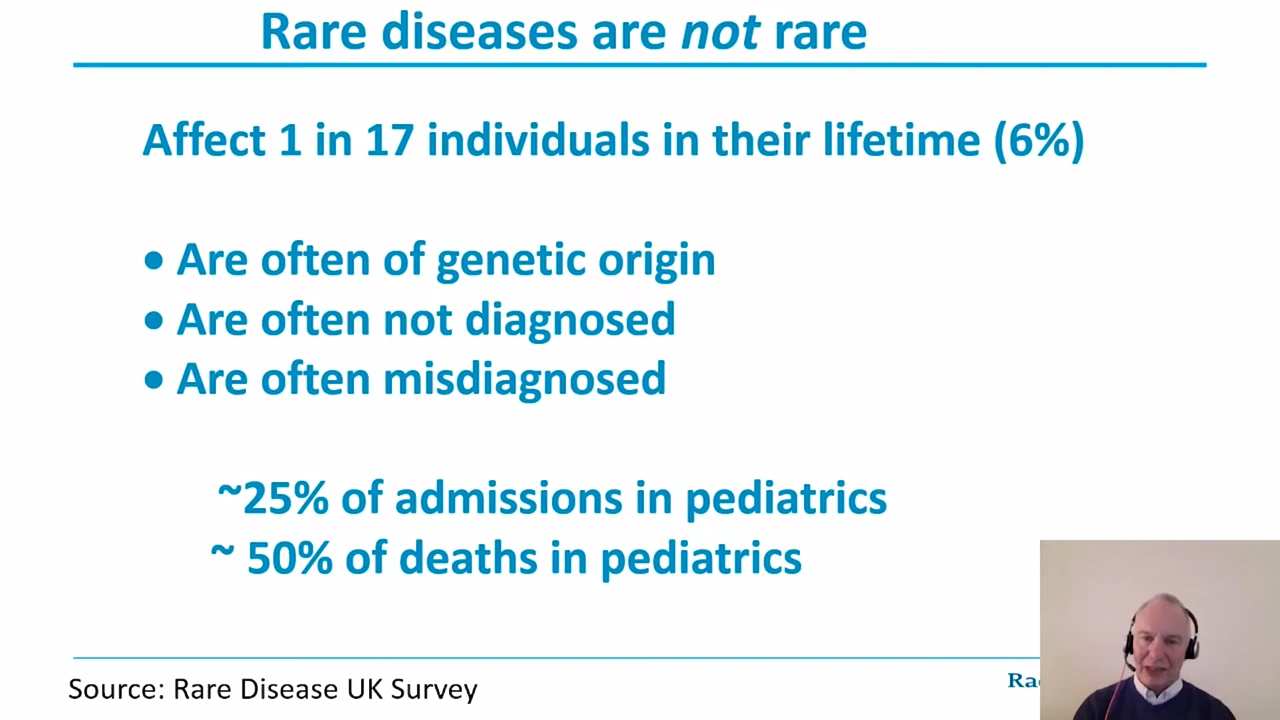 Rare diseases are not rare
Affect 1 in 17 individuals in their lifetime (6%)
• Are often of genetic origin
• Are often not diagnosed
• Are often misdiagnosed
~25% of admissions in pediatrics
~ 50% of deaths in pediatrics
Source: Rare Disease UK Survey